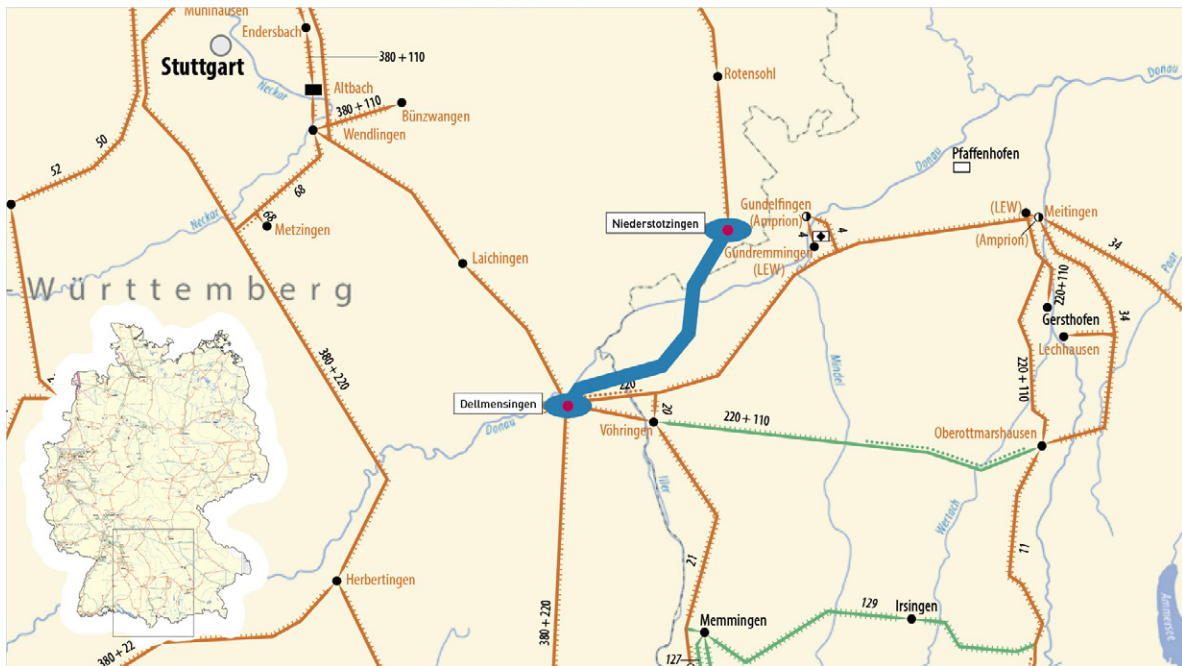 Mühlhausen
Endersbach
Stuttgart
380+110
Neckar
Altbach
380+110
Bünzwangen
Wendlingen
Rotensohl
Donau
Donau
Pfaffenhofen
50
52
68
68
Neckar
Metzingen
Laichingen
Niederstotzingen
Gundelfingen
(Amprion)
4
4
Gundremmingen
(LEW)
(LEW)
Meitingen
(Amprion)
34
Paar
- Württemberg
220+110
Gersthofen
34
Lechhausen
Mindel
380+220
220+110
220
Dellmensingen
20
Donau
Vöhringen
220+110
Oberottmarshausen
Iller
Wertach
11
21
Herbertingen
380+220
129
Irsingen
Memmingen
Ammersee
127
380+22